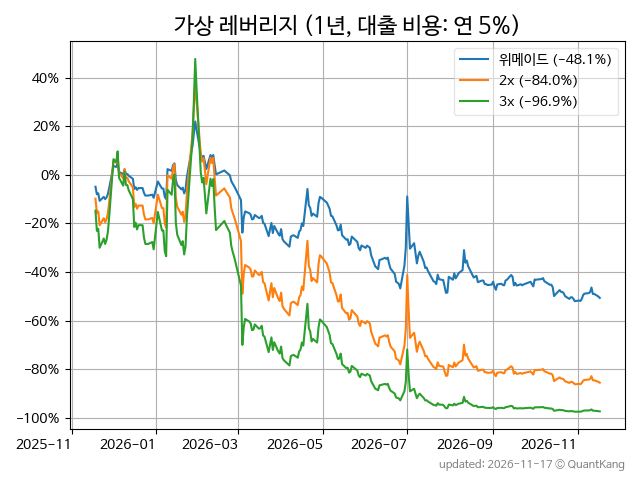 가상 레버리지 (1년, 대출 비용: 연 5%)
위메이드 (-48.1%)
2x (-84.0%)
3x (-96.9%)
40%
20%
0%
−20%
−40%
−60%
−80%
−100%
2025-11 2026-01 2026-03 2026-05 2026-07 2026-09 2026-11
updated: 2026-11-17 © QuantKang